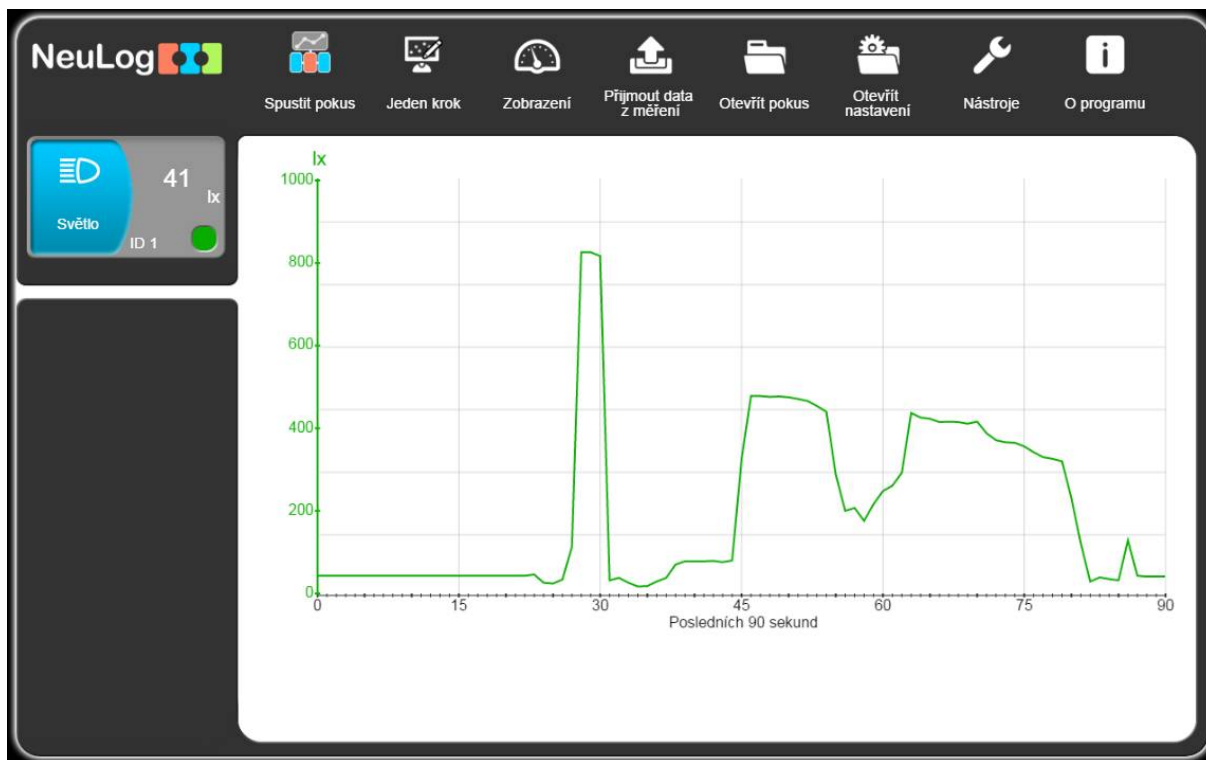 NeuLog
Spustit pokus
Jeden krok
Zobrazení
Přijmout data
z měření
Otevřít pokus
Otevřít
nastavení
Nástroje
O programu
Světlo
41
lx
ID 1
lx
1000
800
600
400
200
0
0 15 30 45 60 75 90
Posledních 90 sekund